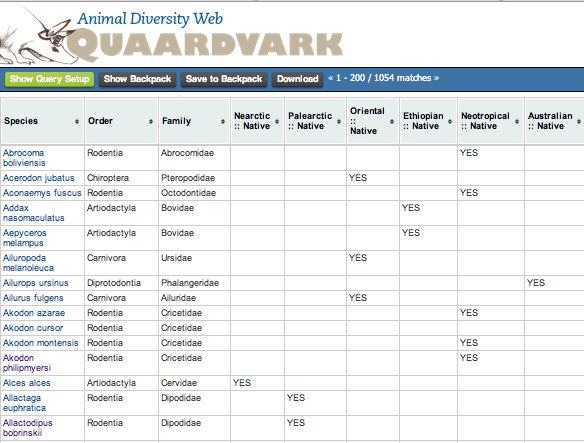 Animal Diversity Web
QUAARDVARK
Show Query Setup Show Backpack Save to Backpack Download « 1 - 200 / 1054 matches »
Species Order Family Nearctic :: Native Palearctic :: Native Oriental :: Native Ethiopian :: Native Neotropical :: Native Australian :: Native
Abrocoma boliviensis Rodentia Abrocomidae YES
Acerodon jubatus Chiroptera Pteropodidae YES
Aconaemys fuscus Rodentia Octodontidae YES
Addax nasomaculatus Artiodactyla Bovidae YES
Aepyceros melampus Artiodactyla Bovidae YES
Ailuropoda melanoleuca Carnivora Ursidae YES
Ailurops ursinus Diprotodontia Phalangeridae YES
Ailurus fulgens Carnivora Ailuridae YES
Akodon azarae Rodentia Cricetidae YES
Akodon cursor Rodentia Cricetidae
Akodon montensis Rodentia Cricetidae YES
Akodon philipmyersi Rodentia Cricetidae YES
Alces alces Artiodactyla Cervidae YES
Allactaga euphratica Rodentia Dipodidae YES
Allactodipus bobrinskii Rodentia Dipodidae YES